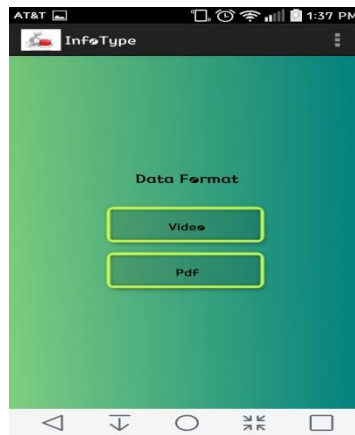 AT&T 1:37 PM
InfoType
Data Format
Video
Pdf